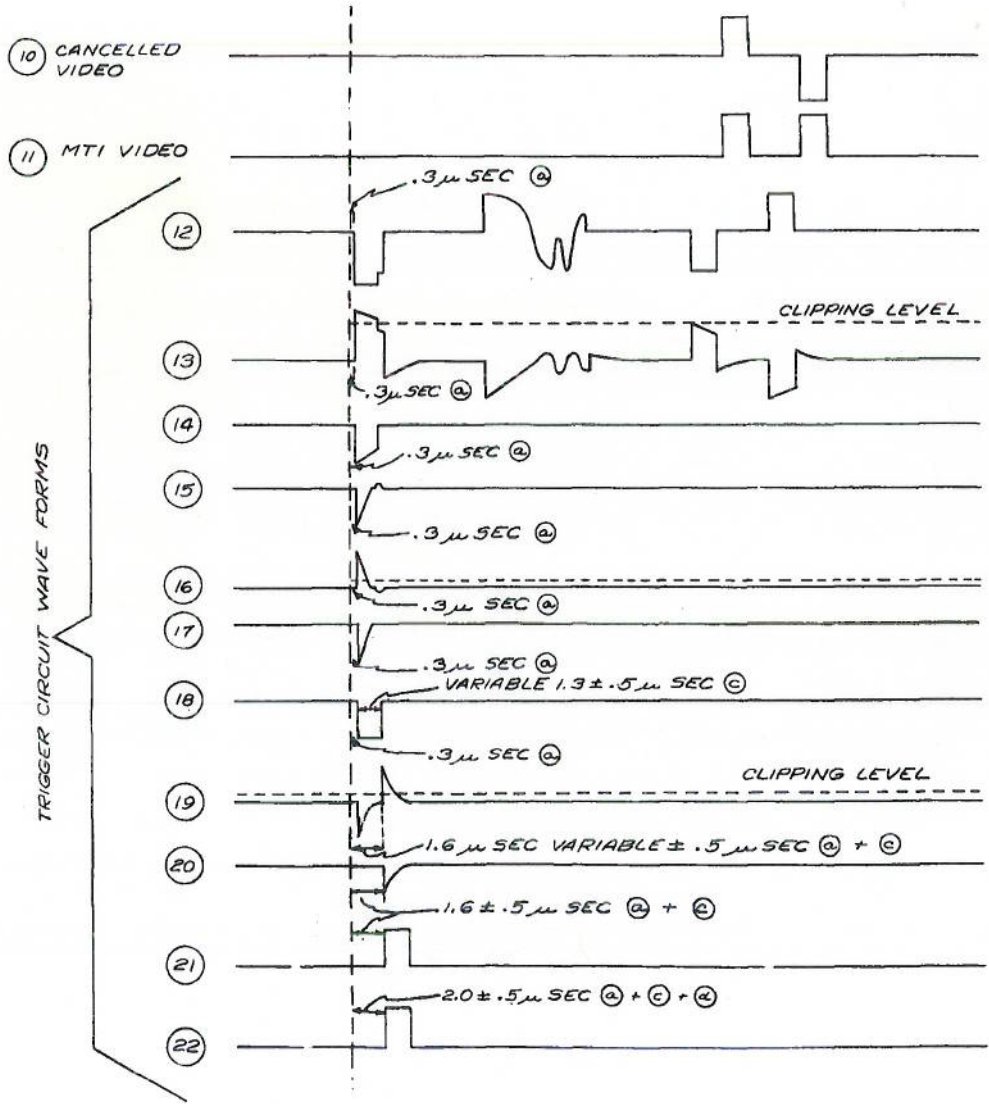 10 CANCELLED
VIDEO
11 MTI VIDEO
.3 μ SEC a
12
CLIPPING LEVEL
13
.3 μ SEC a
14
.3 μ SEC a
15
.3 μ SEC a
16
.3 μ SEC a
17
.3 μ SEC a
VARIABLE 1.3 ± .5 μ SEC c
18
.3 μ SEC a
CLIPPING LEVEL
19
1.6 μ SEC VARIABLE ± .5 μ SEC a + c
20
1.6 ± .5 μ SEC a + c
21
2.0 ± .5 μ SEC a + c + d
22
TRIGGER CIRCUIT WAVE FORMS